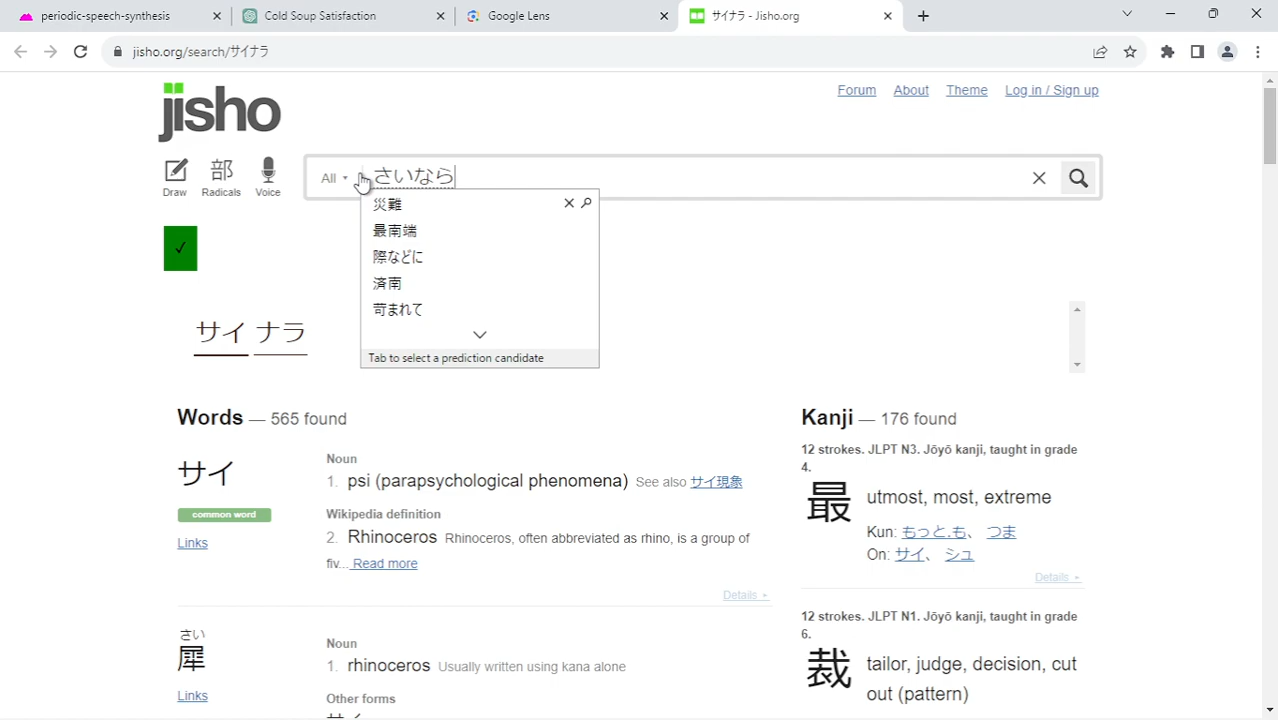 periodic-speech-synthesis
Cold Soup Satisfaction
Google Lens
サイナラ - Jisho.org
jisho.org/search/サイナラ
jisho
Forum
About
Theme
Log in / Sign up
Draw
部
Radicals
Voice
All
さいなら
災難
最南端
際などに
済南
苛まれて
Tab to select a prediction candidate
✓
サイ ナラ
Words — 565 found
サイ
common word
Links
Noun
1. psi (parapsychological phenomena) See also サイ現象
Wikipedia definition
2. Rhinoceros Rhinoceros, often abbreviated as rhino, is a group of
fiv... Read more
Details ▸
さい
犀
Links
Noun
1. rhinoceros Usually written using kana alone
Other forms
Kanji — 176 found
12 strokes. JLPT N3. Jōyō kanji, taught in grade
4.
最
utmost, most, extreme
Kun: もっと.も、 つま
On: サイ、 シュ
Details ▸
12 strokes. JLPT N1. Jōyō kanji, taught in grade
6.
裁
tailor, judge, decision, cut
out (pattern)